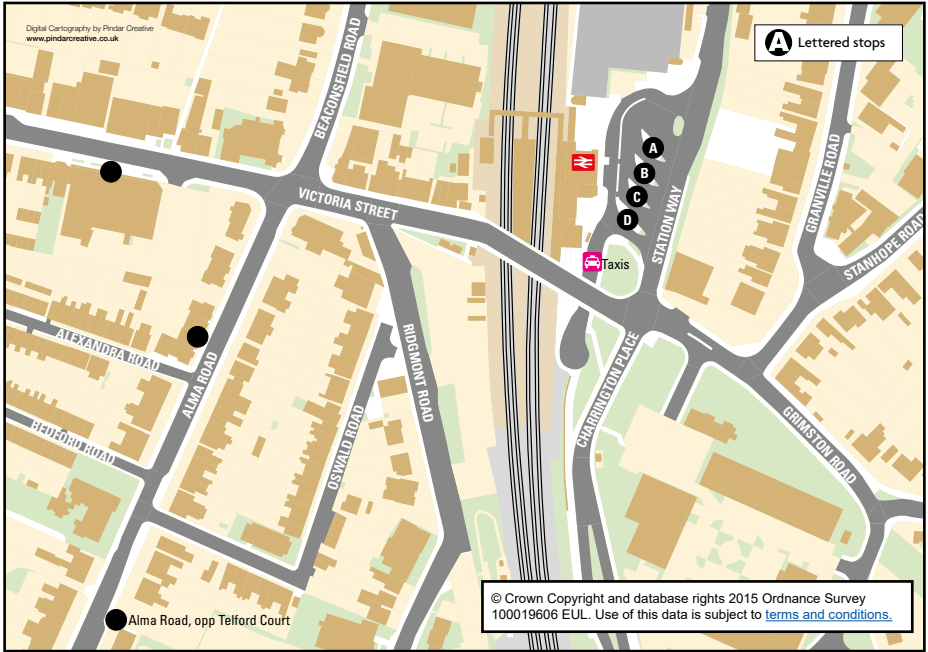 Digital Cartography by Pindar Creative
www.pindarcreative.co.uk
A Lettered stops
BEACONSFIELD ROAD
VICTORIA STREET
A
B
C
D
STATION WAY
GRANVILLE ROAD
STANHOPE ROAD
Taxis
ALEXANDRA ROAD
ALMA ROAD
BEDFORD ROAD
OSWALD ROAD
RIDGMONT ROAD
CHARRINGTON PLACE
GRIMSTON ROAD
Alma Road, opp Telford Court
© Crown Copyright and database rights 2015 Ordnance Survey
100019606 EUL. Use of this data is subject to terms and conditions.